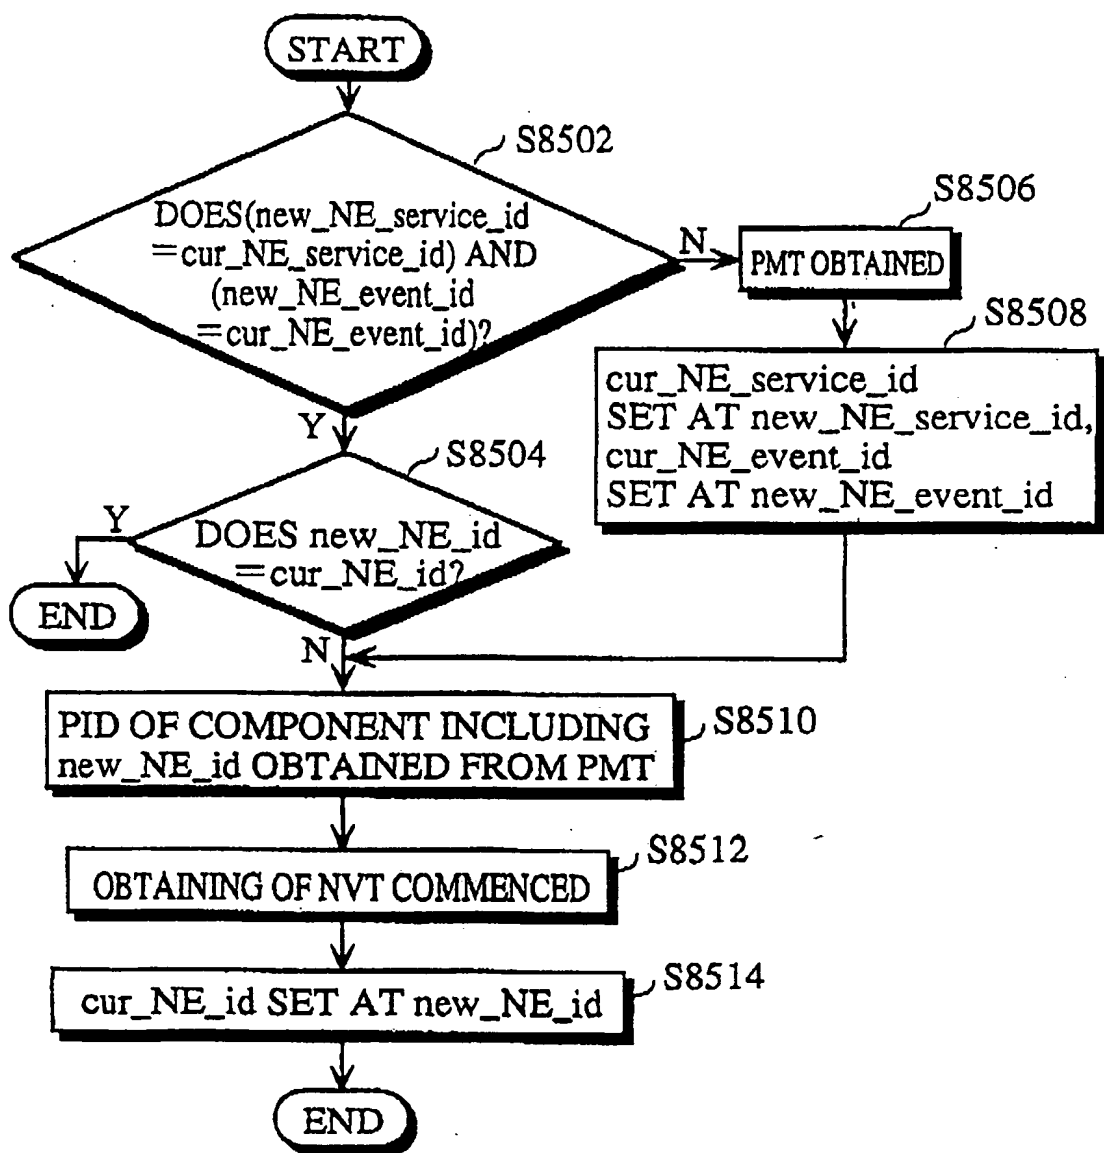 START
S8502
DOES(new_NE_service_id
=cur_NE_service_id) AND
(new_NE_event_id
=cur_NE_event_id)?
N
S8506
PMT OBTAINED
S8508
cur_NE_service_id
SET AT new_NE_service_id,
cur_NE_event_id
SET AT new_NE_event_id
Y
S8504
DOES new_NE_id
=cur_NE_id?
Y
END
N
PID OF COMPONENT INCLUDING
new_NE_id OBTAINED FROM PMT
S8510
OBTAINING OF NVT COMMENCED
S8512
cur_NE_id SET AT new_NE_id
S8514
END